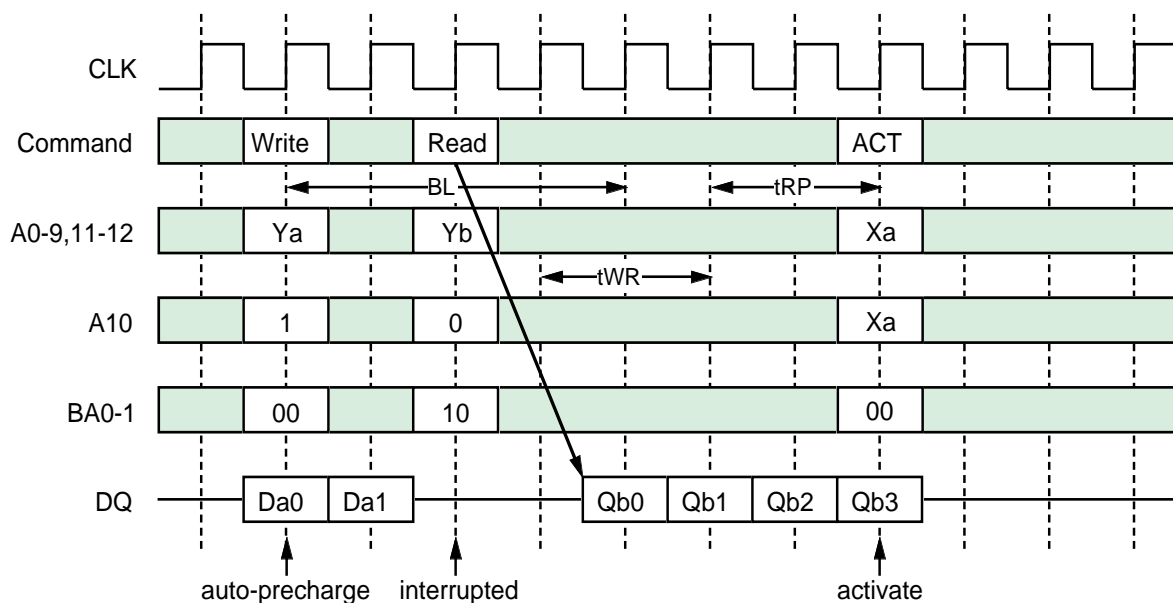 CLK
Command Write Read ACT
BL tRP
A0-9,11-12 Ya Yb Xa
tWR
A10 1 0 Xa
BA0-1 00 10 00
DQ Da0 Da1 Qb0 Qb1 Qb2 Qb3
auto-precharge interrupted activate